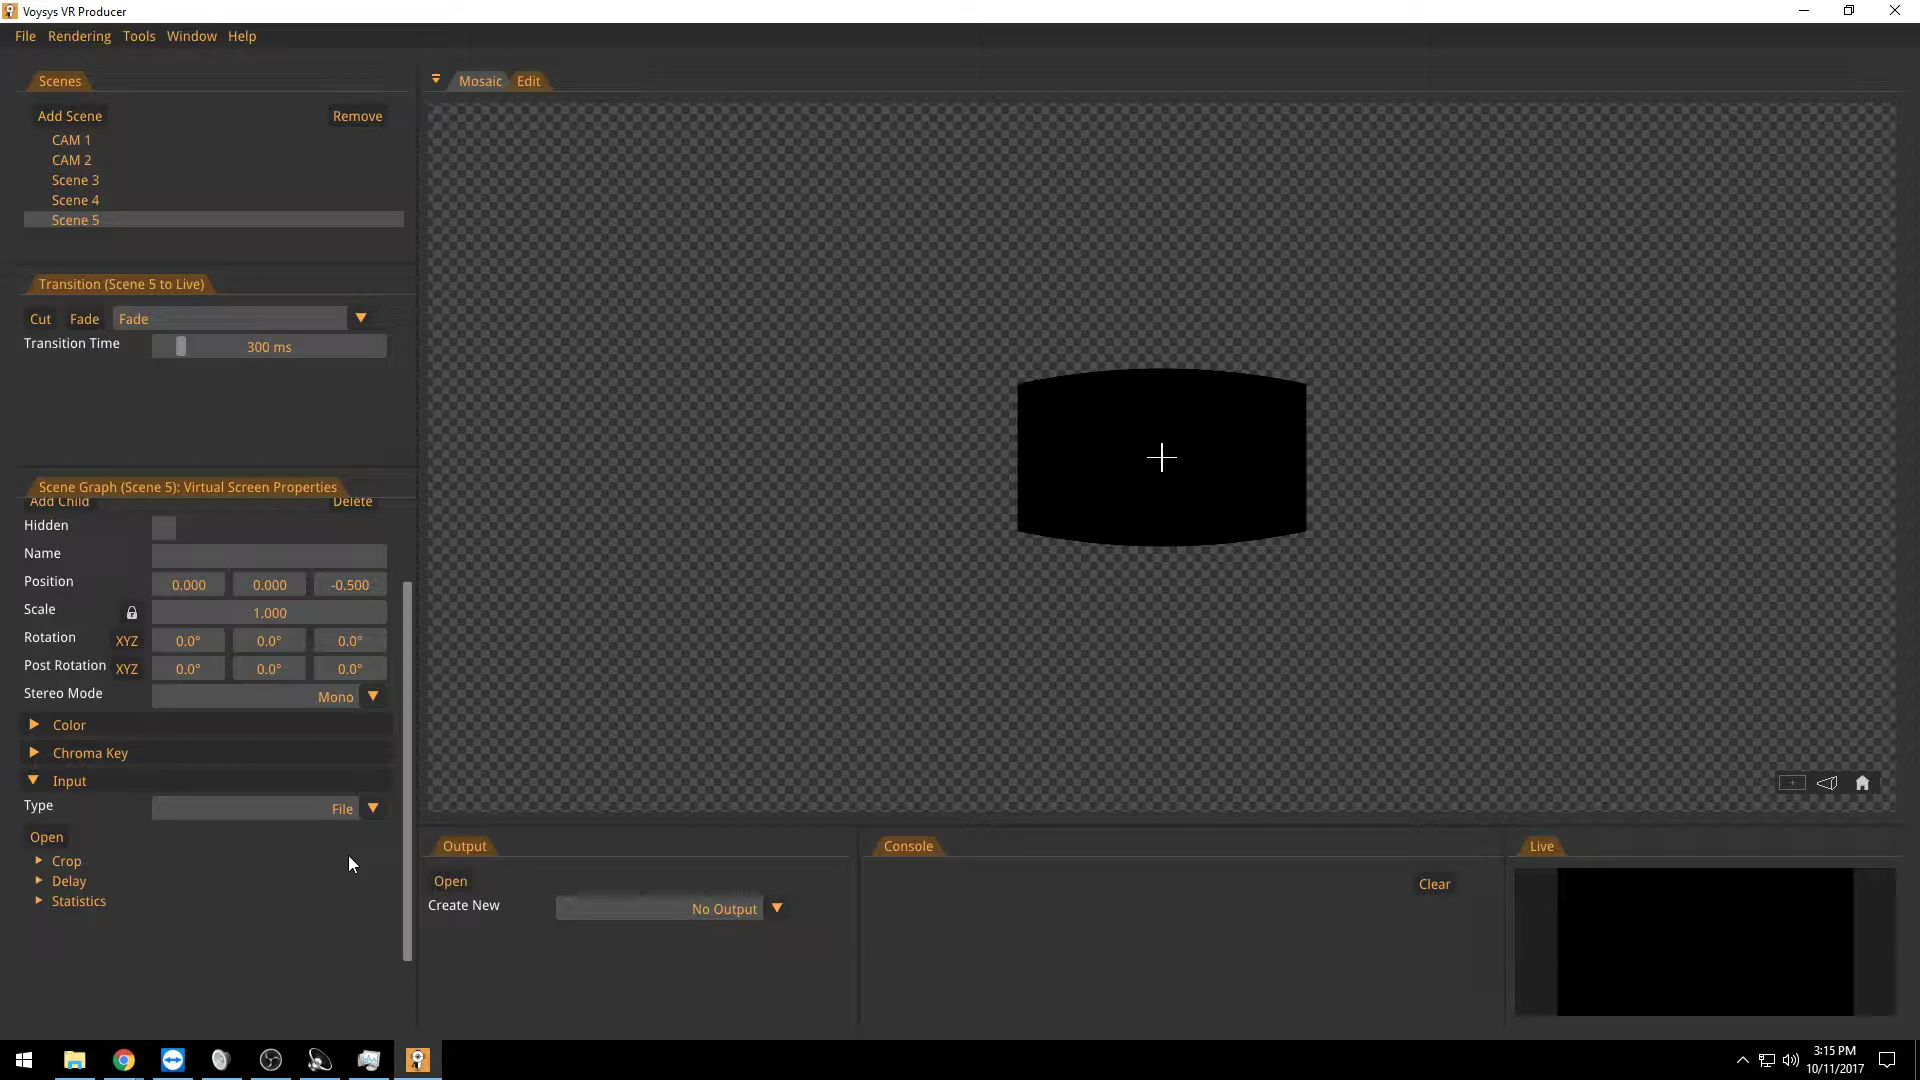 Voysys VR Producer
File Rendering Tools Window Help
Scenes
Add Scene Remove
CAM 1
CAM 2
Scene 3
Scene 4
Scene 5
Transition (Scene 5 to Live)
Cut Fade Fade
Transition Time 300 ms
Scene Graph (Scene 5): Virtual Screen Properties
Add Child Delete
Hidden
Name
Position 0.000 0.000 -0.500
Scale 1.000
Rotation XYZ 0.0° 0.0° 0.0°
Post Rotation XYZ 0.0° 0.0° 0.0°
Stereo Mode Mono
Color
Chroma Key
Input
Type File
Open
Crop
Delay
Statistics
Mosaic Edit
Output
Open
Create New No Output
Console
Clear
Live
3:15 PM
10/11/2017